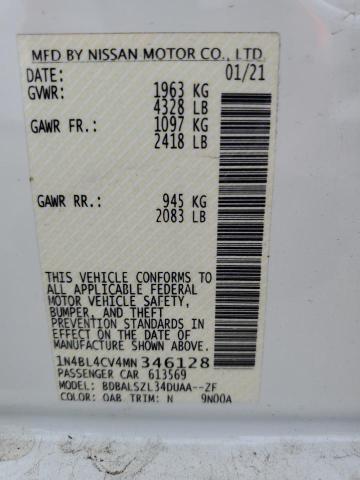 MFD BY NISSAN MOTOR CO., LTD.
DATE: 01/21
GVWR: 1963 KG
4328 LB
GAWR FR.: 1097 KG
2418 LB
GAWR RR.: 945 KG
2083 LB
THIS VEHICLE CONFORMS TO
ALL APPLICABLE FEDERAL
MOTOR VEHICLE SAFETY,
BUMPER, AND THEFT
PREVENTION STANDARDS IN
EFFECT ON THE DATE OF
MANUFACTURE SHOWN ABOVE.
1N4BL4CV4MN346128
PASSENGER CAR 613569
MODEL: BDBALSZL34DUAA--ZF
COLOR: QAB TRIM: N 9N00A